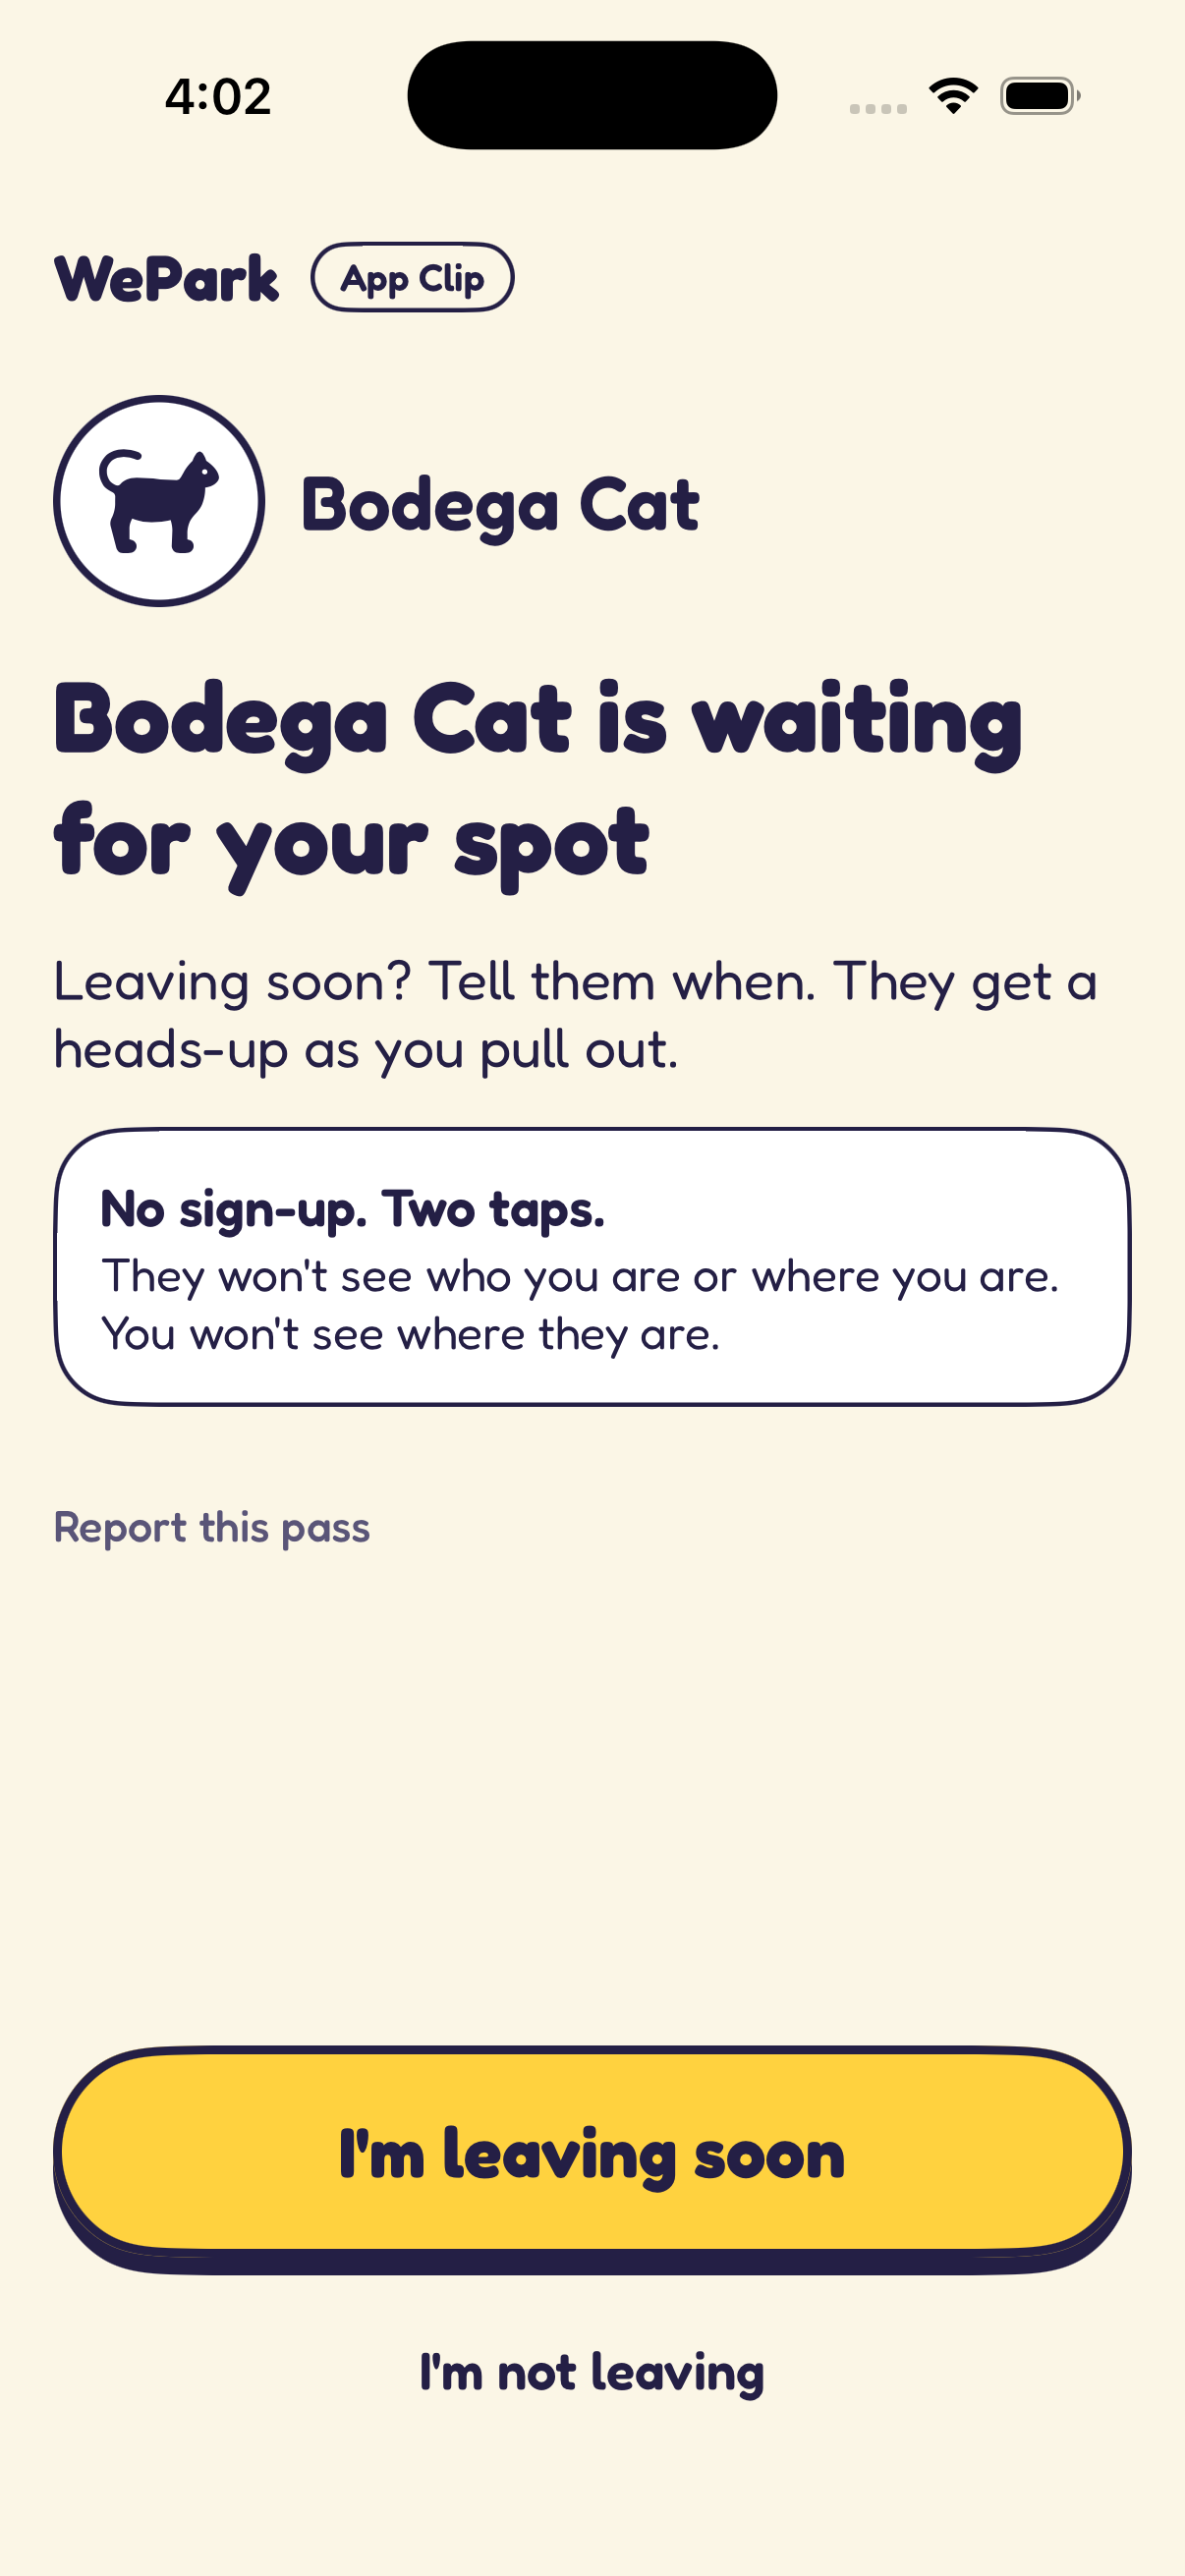 4:02
WePark App Clip
Bodega Cat
Bodega Cat is waiting
for your spot
Leaving soon? Tell them when. They get a
heads-up as you pull out.
No sign-up. Two taps.
They won't see who you are or where you are.
You won't see where they are.
Report this pass
I'm leaving soon
I'm not leaving